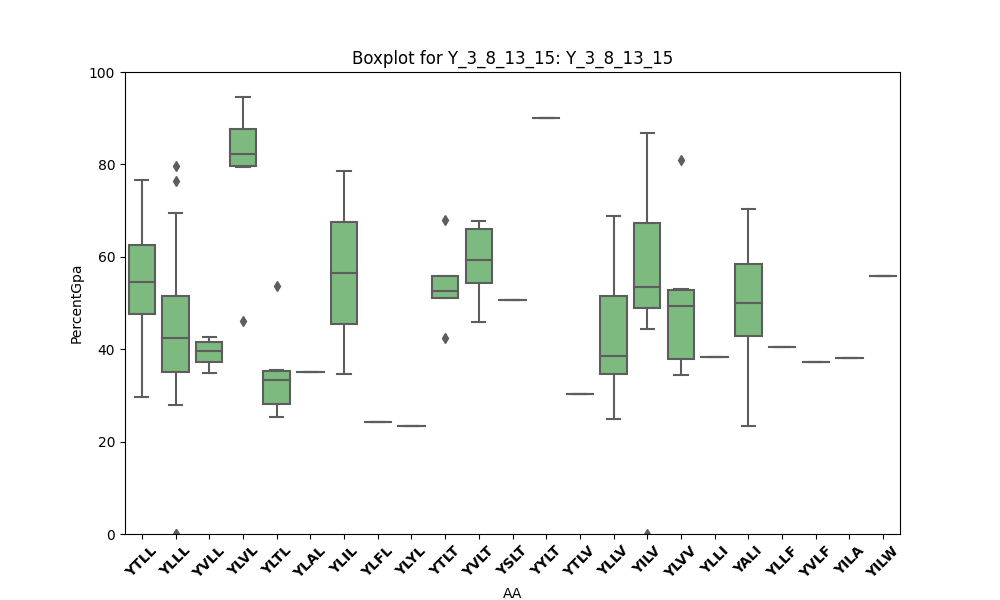 Boxplot for Y_3_8_13_15: Y_3_8_13_15
100
80
60
40
20
0
PercentGpa
YTLL YLLL YVLL YLVL YLTL YLAL YLIL YLFL YLYL YTLT YVLT YSLT YYLT YTLV YLLV YILV YLVV YLLI YALI YLLF YVLF YILA YILW
AA